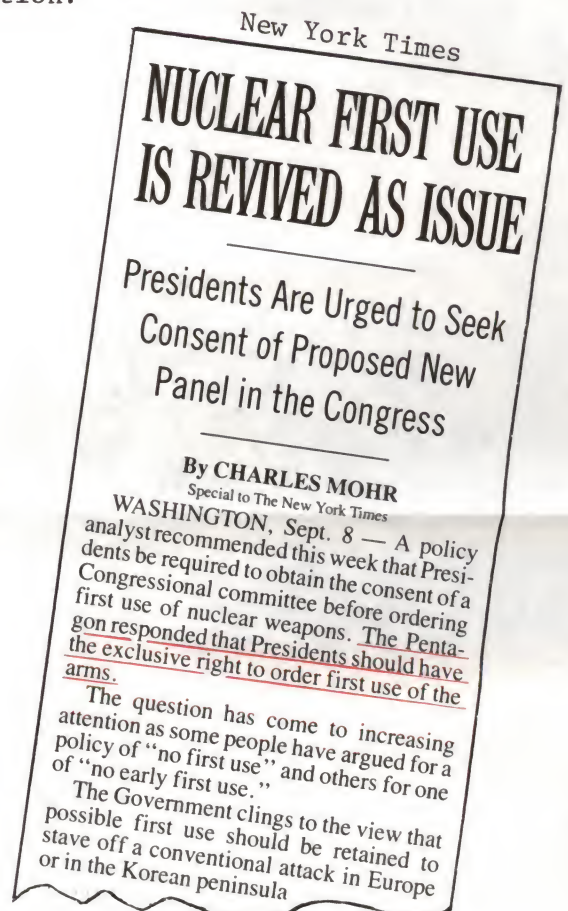 New York Times
NUCLEAR FIRST USE
IS REVIVED AS ISSUE
Presidents Are Urged to Seek
Consent of Proposed New
Panel in the Congress
By CHARLES MOHR
Special to The New York Times
WASHINGTON, Sept. 8 — A policy
analyst recommended this week that Presi-
dents be required to obtain the consent of a
Congressional committee before ordering
first use of nuclear weapons. The Penta-
gon responded that Presidents should have
the exclusive right to order first use of the
arms.
The question has come to increasing
attention as some people have argued for a
policy of “no first use” and others for one
of “no early first use.”
The Government clings to the view that
possible first use should be retained to
stave off a conventional attack in Europe
or in the Korean peninsula